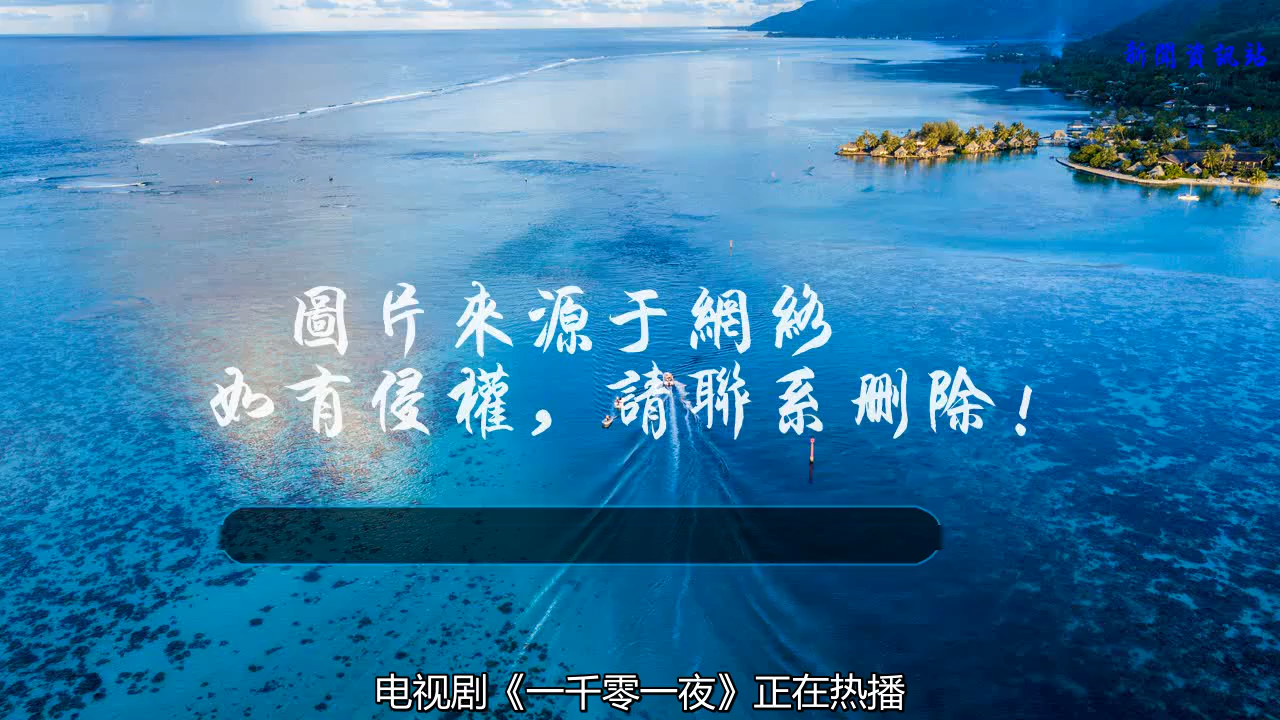 新聞資訊站
圖片來源于網絡
如有侵權，請聯系刪除！
电视剧《一千零一夜》正在热播